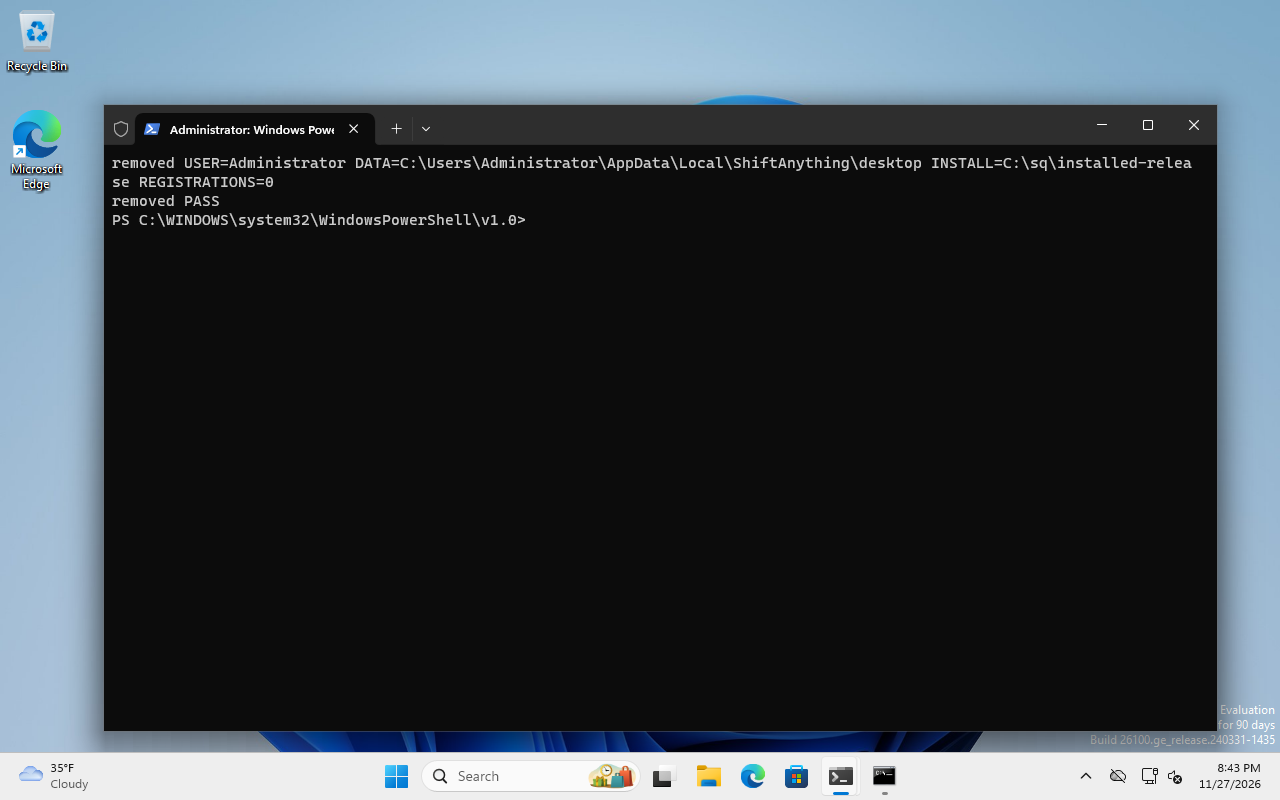 Recycle Bin
Microsoft
Edge
Administrator: Windows Powe
removed USER=Administrator DATA=C:\Users\Administrator\AppData\Local\ShiftAnything\desktop INSTALL=C:\sq\installed-relea
se REGISTRATIONS=0
removed PASS
PS C:\WINDOWS\system32\WindowsPowerShell\v1.0>
Evaluation
for 90 days
Build 26100.ge_release.240331-1435
35°F
Cloudy
Search
8:43 PM
11/27/2026